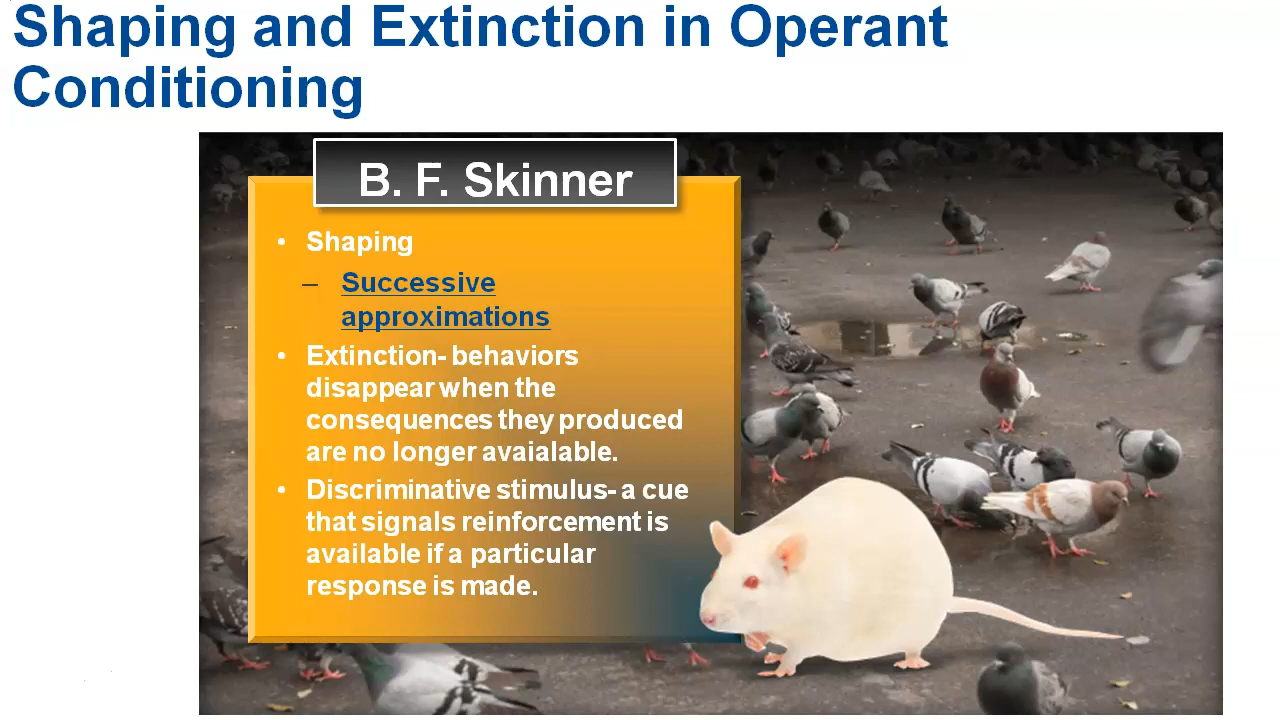 Shaping and Extinction in Operant
Conditioning
B. F. Skinner
• Shaping
– Successive
approximations
• Extinction- behaviors
disappear when the
consequences they produced
are no longer avaialable.
• Discriminative stimulus- a cue
that signals reinforcement is
available if a particular
response is made.